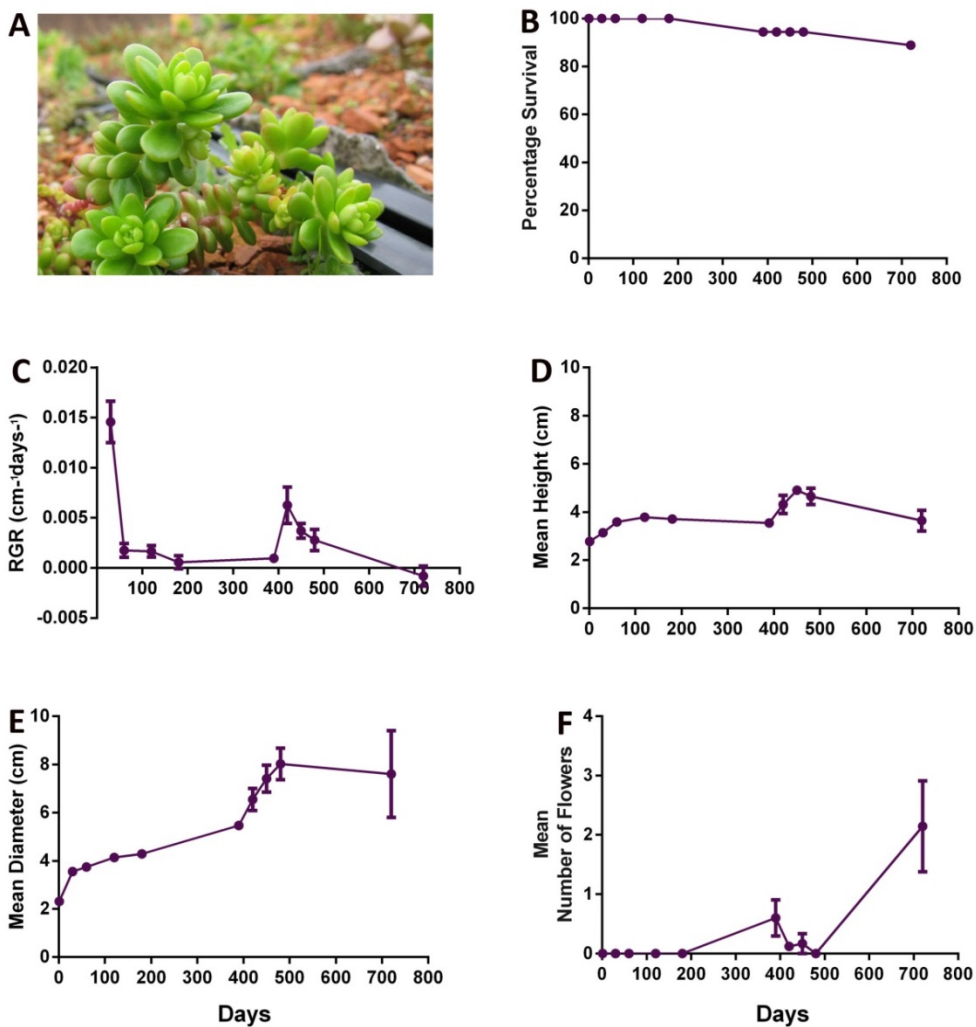 A
B
Percentage Survival
100
80
60
40
20
0
0 100 200 300 400 500 600 700 800
C
RGR (cm-¹days-¹)
0.020
0.015
0.010
0.005
0.000
-0.005
100 200 300 400 500 600 700 800
D
Mean Height (cm)
10
8
6
4
2
0
0 100 200 300 400 500 600 700 800
E
Mean Diameter (cm)
10
8
6
4
2
0
0 100 200 300 400 500 600 700 800
Days
F
Mean
Number of Flowers
4
3
2
1
0
0 100 200 300 400 500 600 700 800
Days